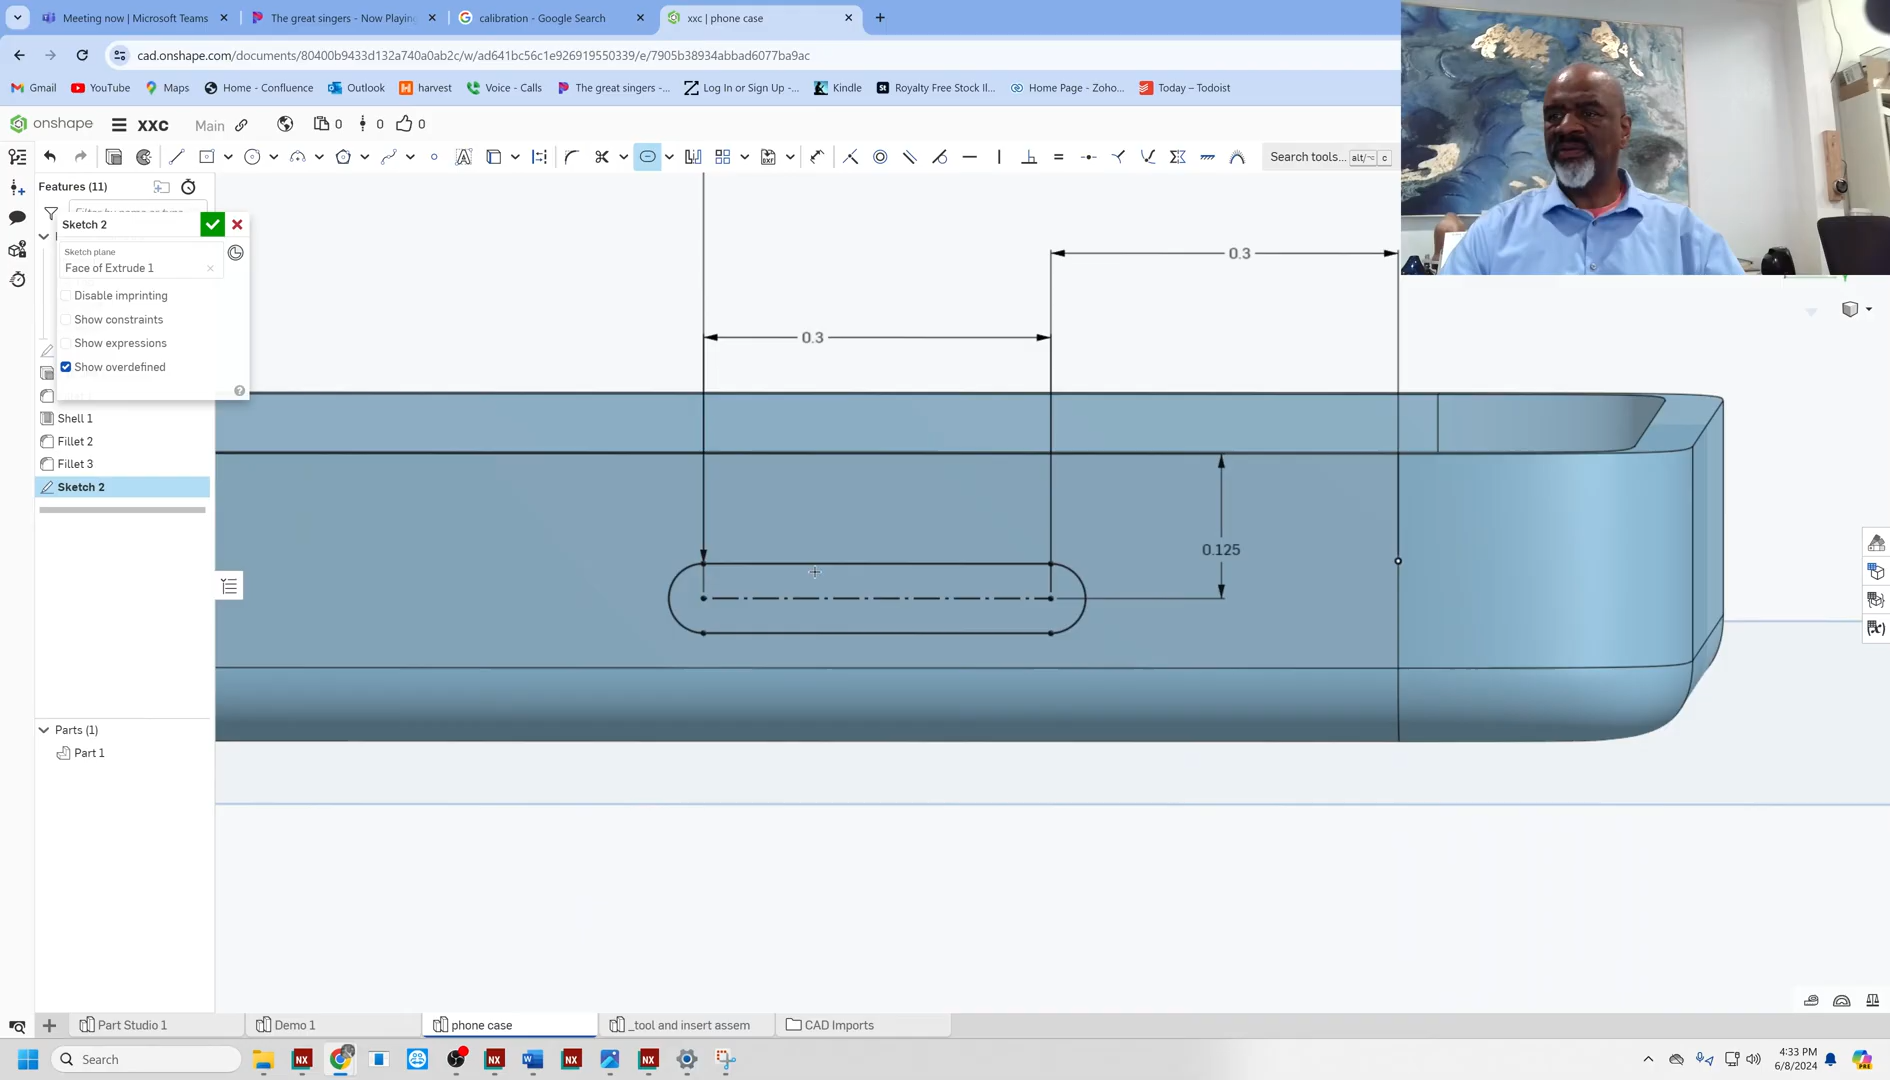 Meeting now | Microsoft Teams
The great singers - Now Playing
calibration - Google Search
xxc | phone case
cad.onshape.com/documents/80400b9433d132a740a0ab2c/w/ad641bc56c1e926919550339/e/7905b38934abbad6077ba9ac
Gmail YouTube Maps Home - Confluence Outlook harvest Voice - Calls The great singers -... Log In or Sign Up -... Kindle Royalty Free Stock Il... Home Page - Zoho... Today – Todoist
onshape XXC Main 0 0 0
Search tools... alt/⌥ c
Features (11)
Sketch 2
Sketch plane
Face of Extrude 1
Disable imprinting
Show constraints
Show expressions
Show overdefined
Shell 1
Fillet 2
Fillet 3
Sketch 2
0.3
0.3
0.125
Parts (1)
Part 1
Part Studio 1 Demo 1 phone case _tool and insert assem CAD Imports
Search
4:33 PM
6/8/2024